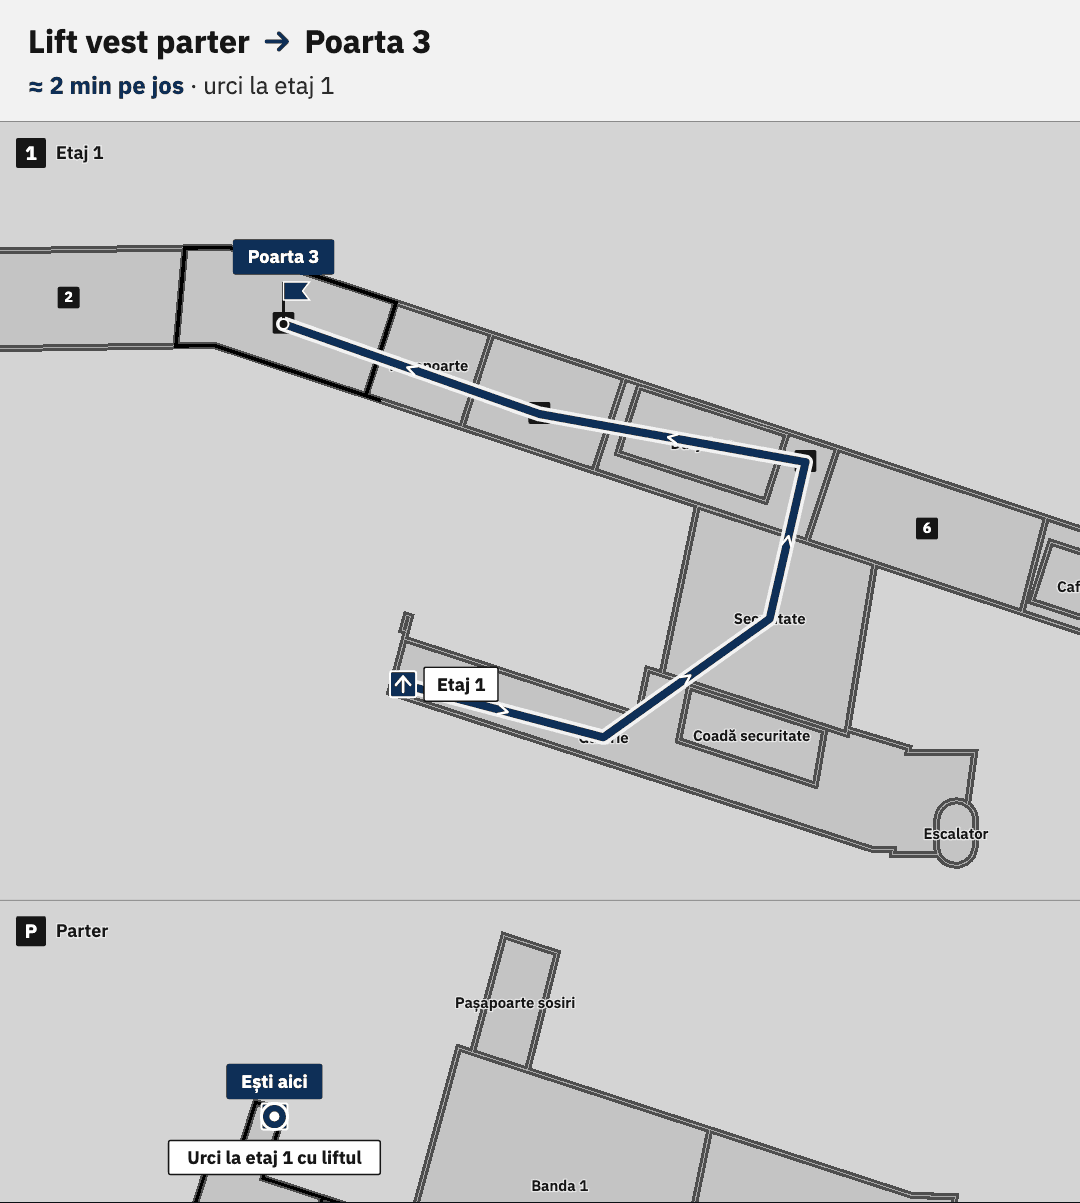 Lift vest parter → Poarta 3
≈ 2 min pe jos · urci la etaj 1
1 Etaj 1
Poarta 3
2
6
Securitate
Etaj 1
Coadă securitate
Escalator
P Parter
Pașapoarte sosiri
Ești aici
Urci la etaj 1 cu liftul
Banda 1